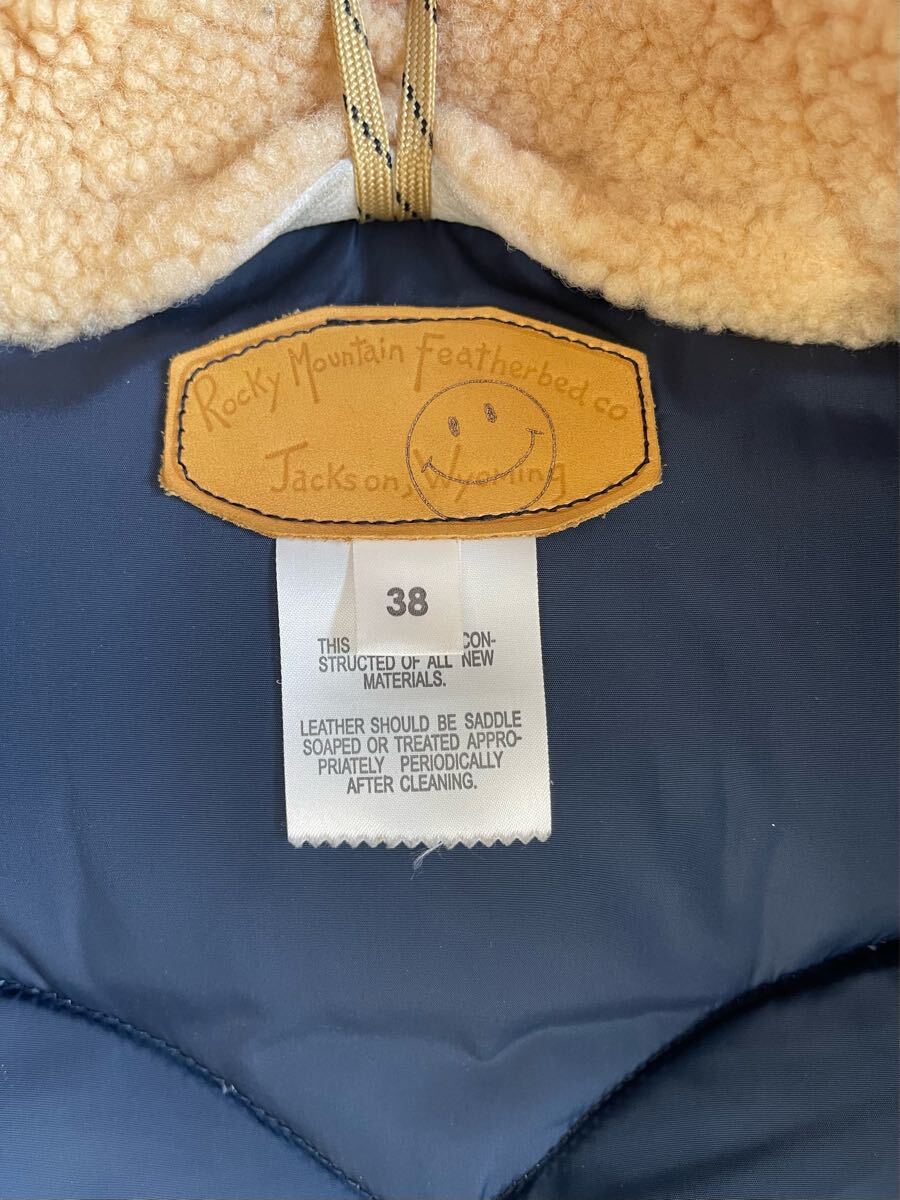 Rocky Mountain Featherbed.co
Jackson, Wyoming
38
THIS CON-
STRUCTED OF ALL NEW
MATERIALS.
LEATHER SHOULD BE SADDLE
SOAPED OR TREATED APPRO-
PRIATELY PERIODICALLY
AFTER CLEANING.